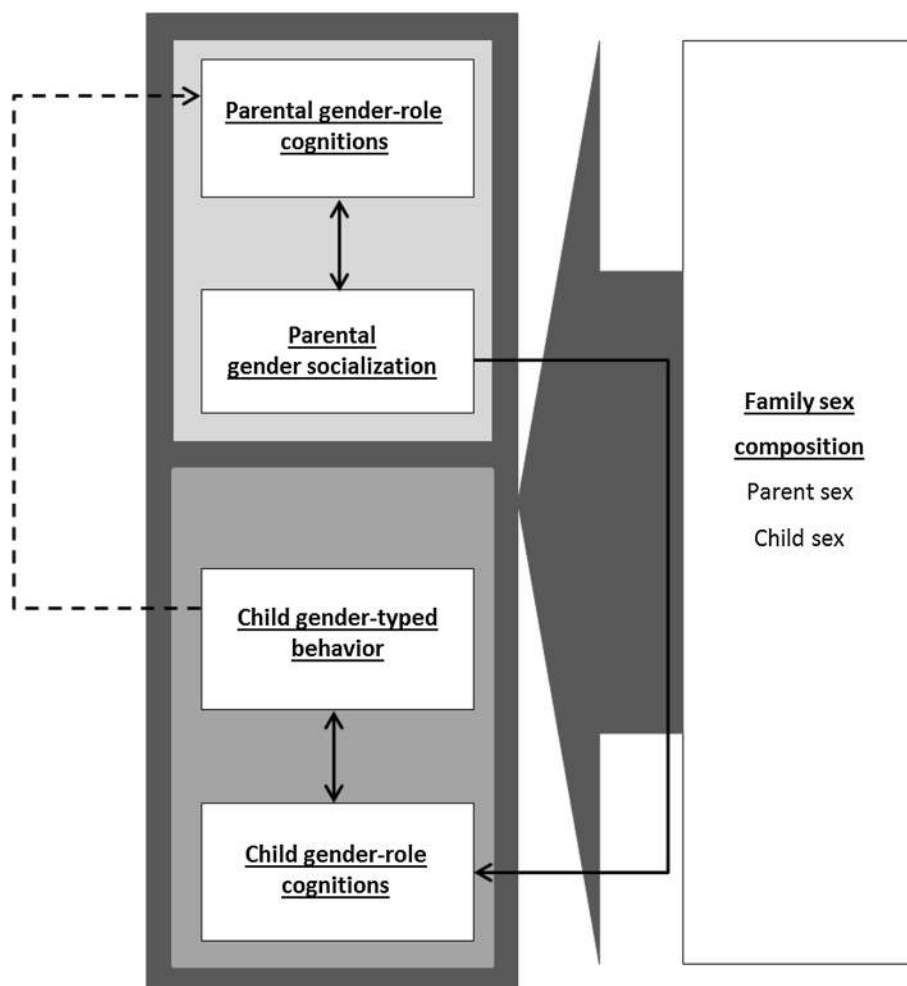 Parental gender-role
cognitions
Parental
gender socialization
Child gender-typed
behavior
Child gender-role
cognitions
Family sex
composition
Parent sex
Child sex